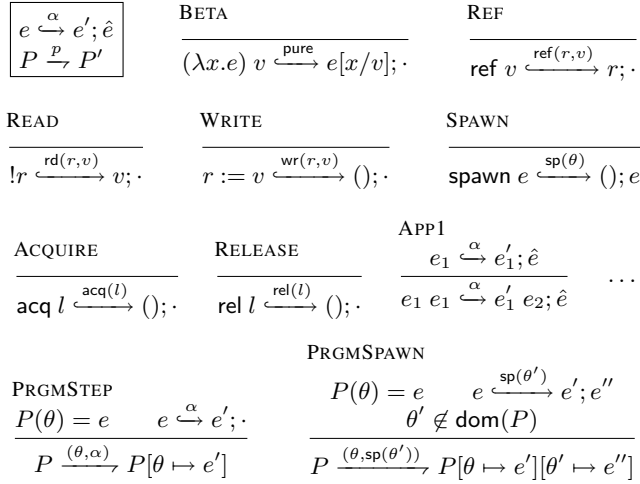 e ↪^α e′; ê
P ⇀^p P′
BETA
(λx.e) v ↪^pure e[x/v]; ·
REF
ref v ↪^ref(r,v) r; ·
READ
!r ↪^rd(r,v) v; ·
WRITE
r := v ↪^wr(r,v) (); ·
SPAWN
spawn e ↪^sp(θ) (); e
ACQUIRE
acq l ↪^acq(l) (); ·
RELEASE
rel l ↪^rel(l) (); ·
APP1
e₁ ↪^α e′₁; ê
e₁ e₁ ↪^α e′₁ e₂; ê
...
PRGMSTEP
P(θ) = e e ↪^α e′; ·
P ⇀^(θ,α) P[θ ↦ e′]
PRGMSPAWN
P(θ) = e e ↪^sp(θ′) e′; e″
θ′ ∉ dom(P)
P ⇀^(θ,sp(θ′)) P[θ ↦ e′][θ′ ↦ e″]